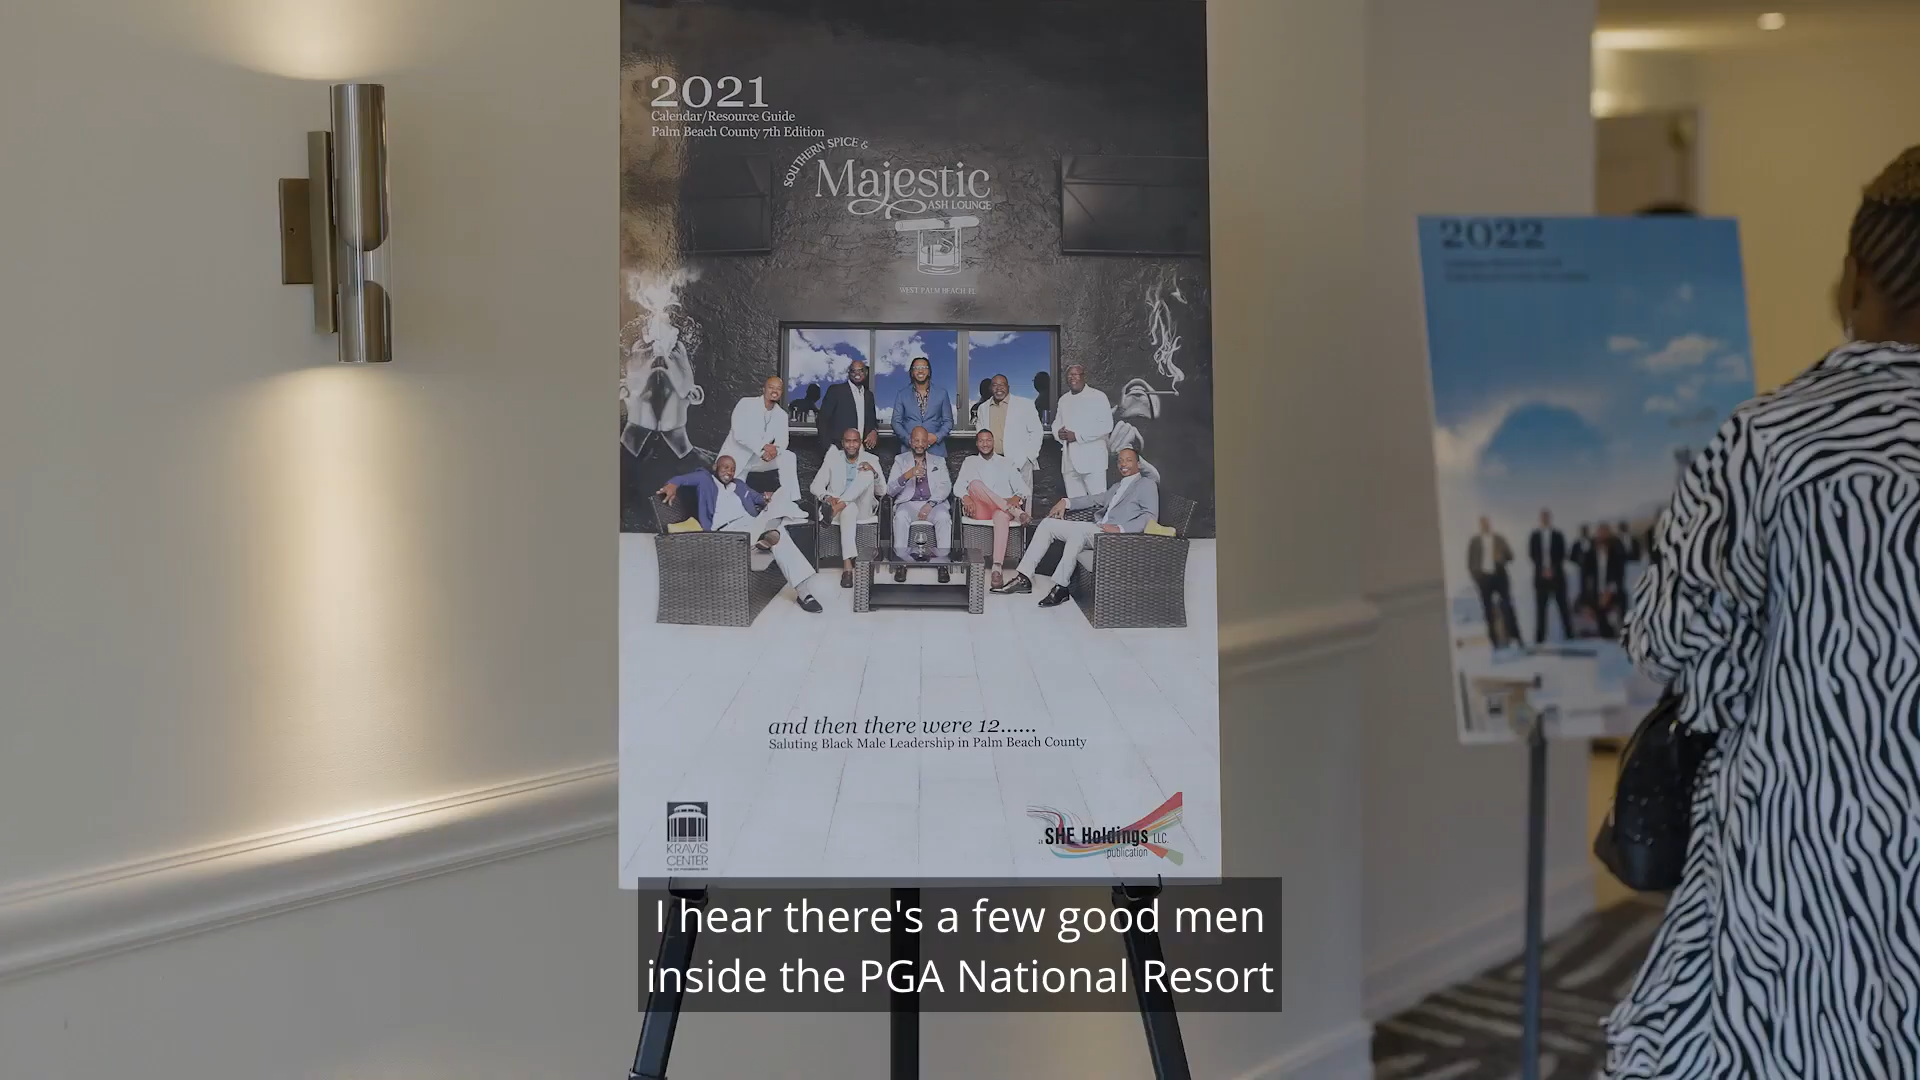 2021
Calendar/Resource Guide
Palm Beach County 7th Edition
SOUTHERN SPICE &
Majestic
ASH LOUNGE
WEST PALM BEACH FL
2022
and then there were 12......
Saluting Black Male Leadership in Palm Beach County
KRAVIS
CENTER
a SHE Holdings LLC.
publication
I hear there's a few good men
inside the PGA National Resort